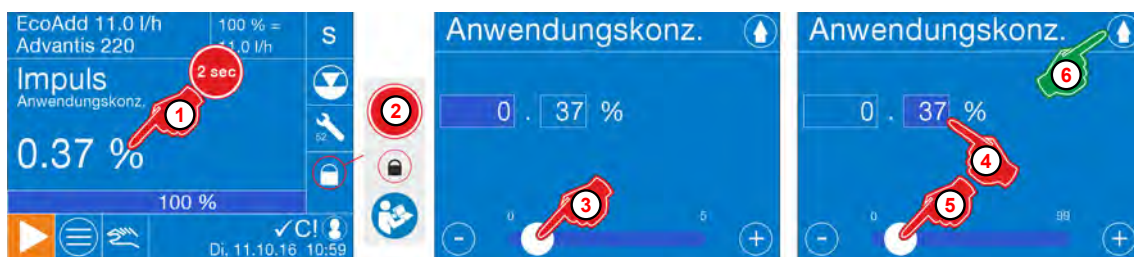 EcoAdd 11.0 l/h
Advantis 220
100 % =
11.0 l/h
S
Impuls
2 sec
Anwendungskonz.
1
0.37 %
52
100 %
✓C!
Di. 11.10.16 10:59
2
Anwendungskonz.
0 . 37 %
3
0 5
- +
Anwendungskonz.
6
0 . 37 %
4
5
0 99
- +